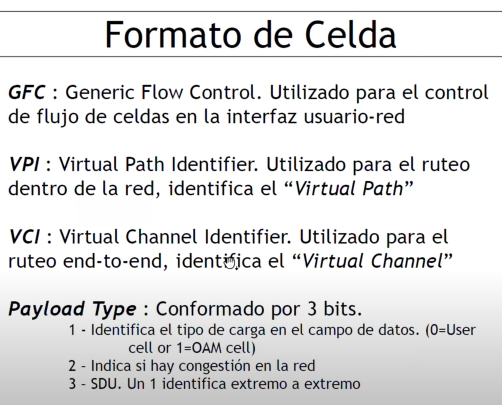 Formato de Celda
GFC : Generic Flow Control. Utilizado para el control
de flujo de celdas en la interfaz usuario-red
VPI : Virtual Path Identifier. Utilizado para el ruteo
dentro de la red, identifica el “Virtual Path”
VCI : Virtual Channel Identifier. Utilizado para el
ruteo end-to-end, identifica el “Virtual Channel”
Payload Type : Conformado por 3 bits.
1 - Identifica el tipo de carga en el campo de datos. (0=User
cell or 1=OAM cell)
2 - Indica si hay congestión en la red
3 - SDU. Un 1 identifica extremo a extremo